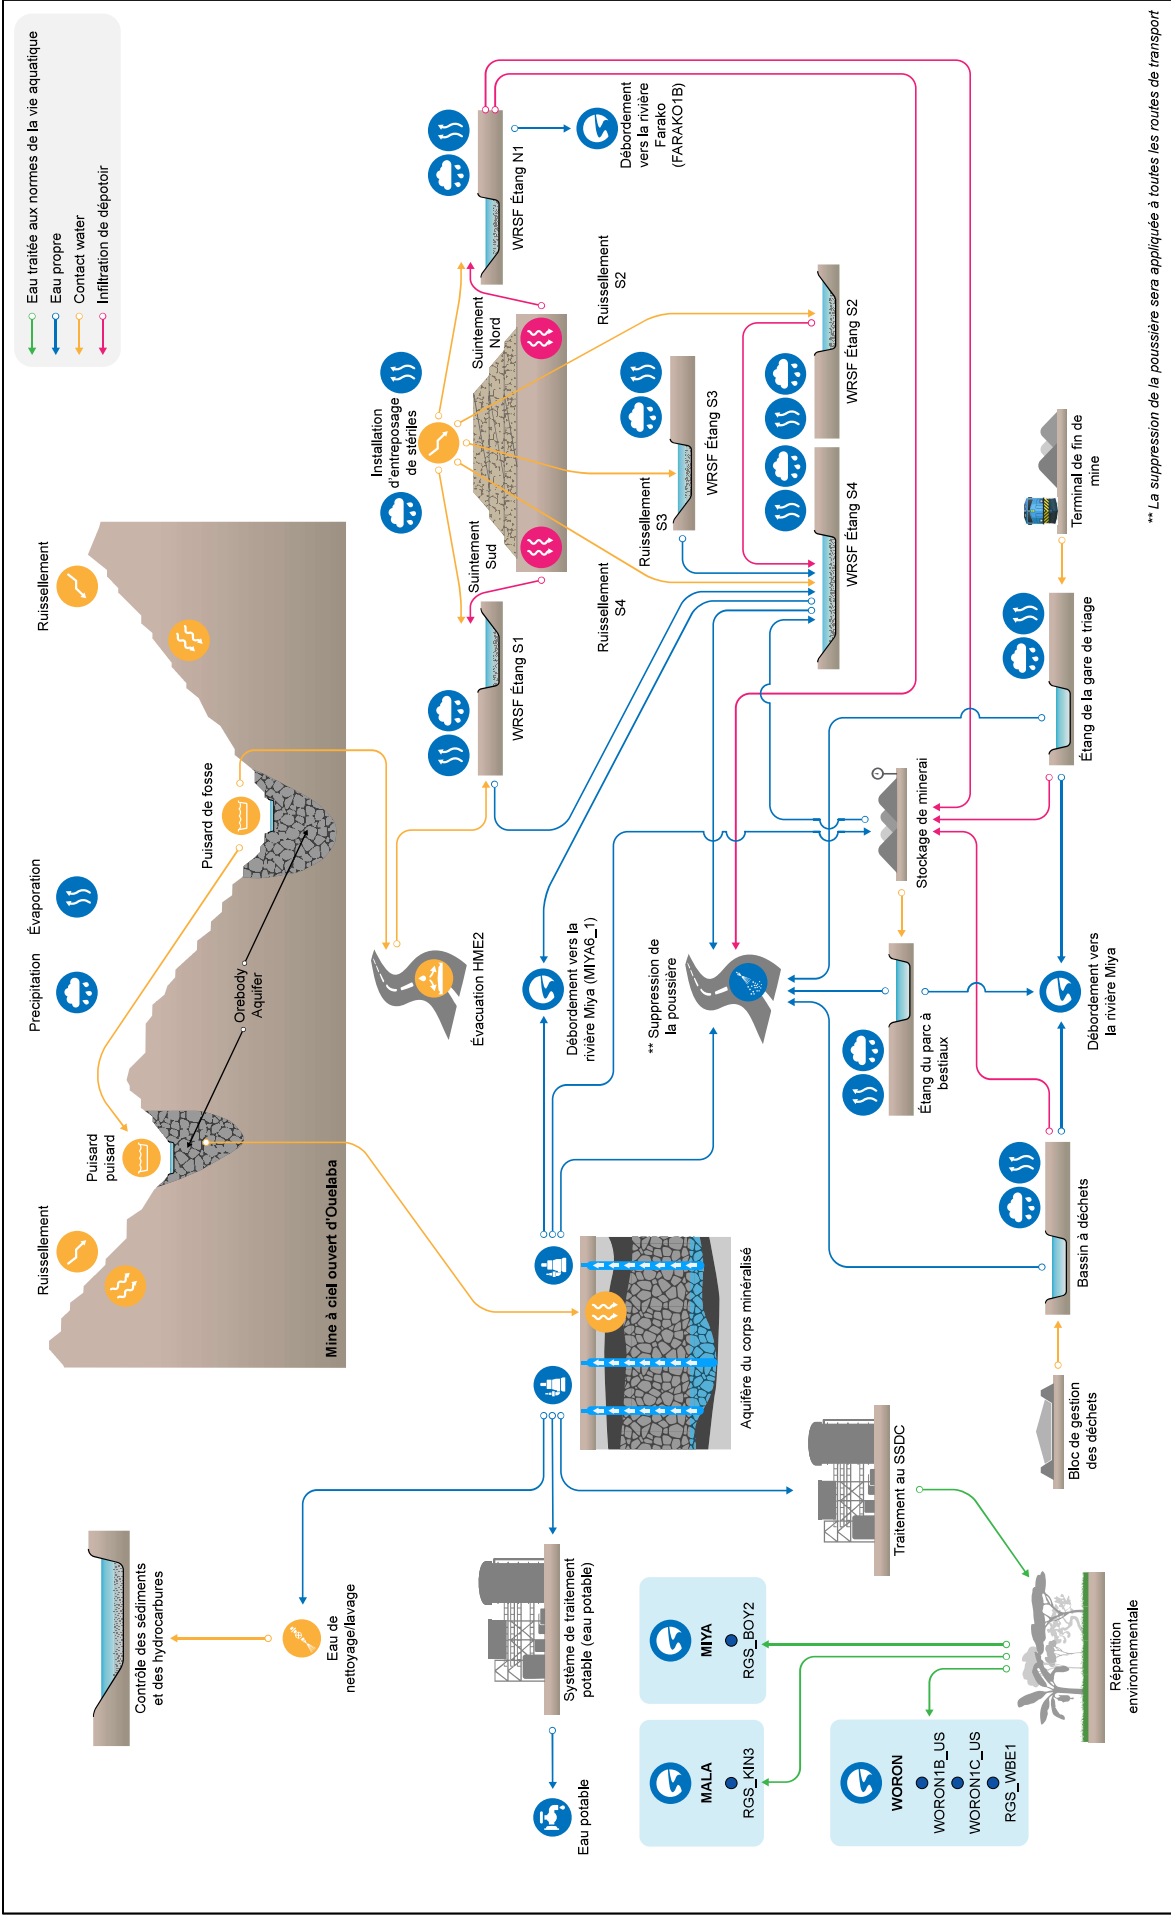 Eau traitée aux normes de la vie aquatique
Eau propre
Contact water
Infiltration de dépotoir
Contrôle des sédiments
et des hydrocarbures
Eau de
nettoyage/lavage
Ruissellement
Precipitation
Évaporation
Ruissellement
Puisard
puisard
Puisard de fosse
Orebody
Aquifer
Mine à ciel ouvert d'Ouelaba
Installation
d'entreposage
de stériles
Suintement
Sud
Suintement
Nord
WRSF Étang S1
WRSF Étang N1
Débordement
vers la rivière
Farako
(FARAKO1B)
Évacuation HME2
Ruissellement
S4
Ruissellement
S3
Ruissellement
S2
WRSF Étang S3
WRSF Étang S4
WRSF Étang S2
Système de traitement
potable (eau potable)
Eau potable
Aquifère du corps minéralisé
Débordement vers la
rivière Miya (MIYA6_1)
** Suppression de
la poussière
MALA
RGS_KIN3
MIYA
RGS_BOY2
WORON
WORON1B_US
WORON1C_US
RGS_WBE1
Traitement au SSDC
Répartition
environnementale
Étang du parc à
bestiaux
Stockage de minerai
Bloc de gestion
des déchets
Bassin à déchets
Débordement vers
la rivière Miya
Étang de la gare de triage
Terminal de fin de
mine
** La suppression de la poussière sera appliquée à toutes les routes de transport